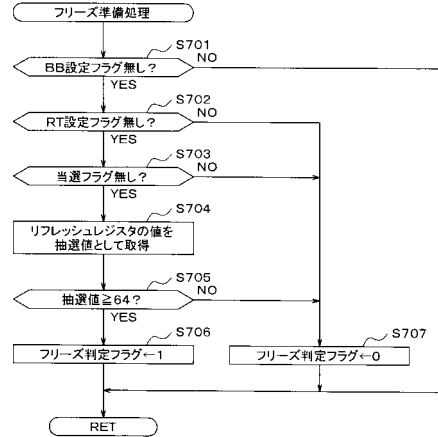 フリーズ準備処理
S701
BB設定フラグ無し?
NO
YES
S702
RT設定フラグ無し?
NO
YES
S703
当選フラグ無し?
NO
YES
S704
リフレッシュレジスタの値を
抽選値として取得
S705
抽選値≧64?
NO
YES
S706
フリーズ判定フラグ←1
S707
フリーズ判定フラグ←0
RET